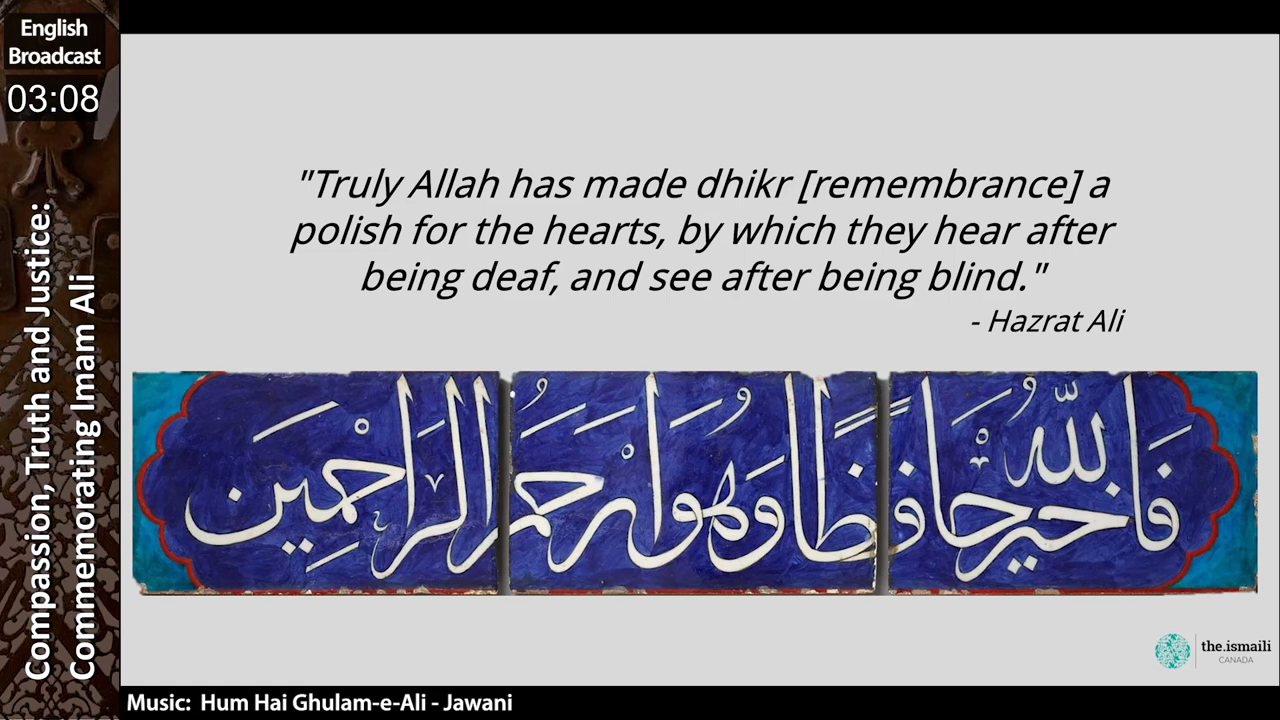 English
Broadcast
03:08
Compassion, Truth and Justice:
Commemorating Imam Ali
"Truly Allah has made dhikr [remembrance] a
polish for the hearts, by which they hear after
being deaf, and see after being blind."
- Hazrat Ali
فالله خير حافظا وهو ارحم الراحمين
the.ismaili
CANADA
Music: Hum Hai Ghulam-e-Ali - Jawani